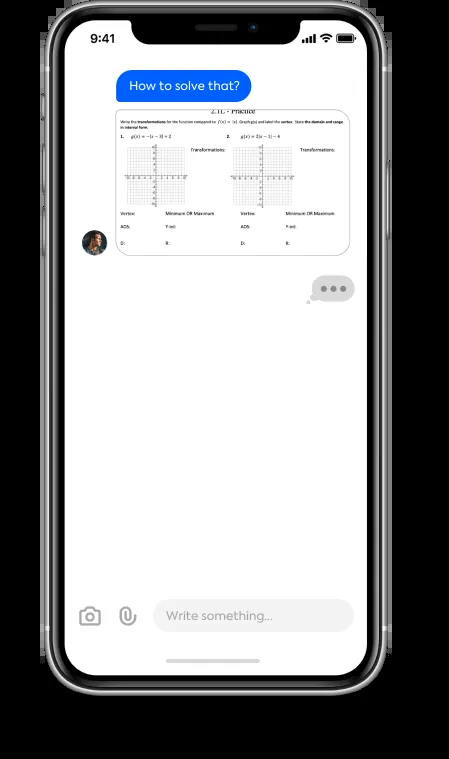 9:41
How to solve that?
2.1L - Practice
Write the transformations for the function compared to f(x) = |x|. Graph g(x) and label the vertex. State the domain and range
in interval form.
1. g(x) = -|x - 3| + 2 2. g(x) = 2|x - 1| - 4
Transformations: Transformations:
Vertex: Minimum OR Maximum Vertex: Minimum OR Maximum
AOS: Y-int: AOS: Y-int:
D: R: D: R:
Write something...